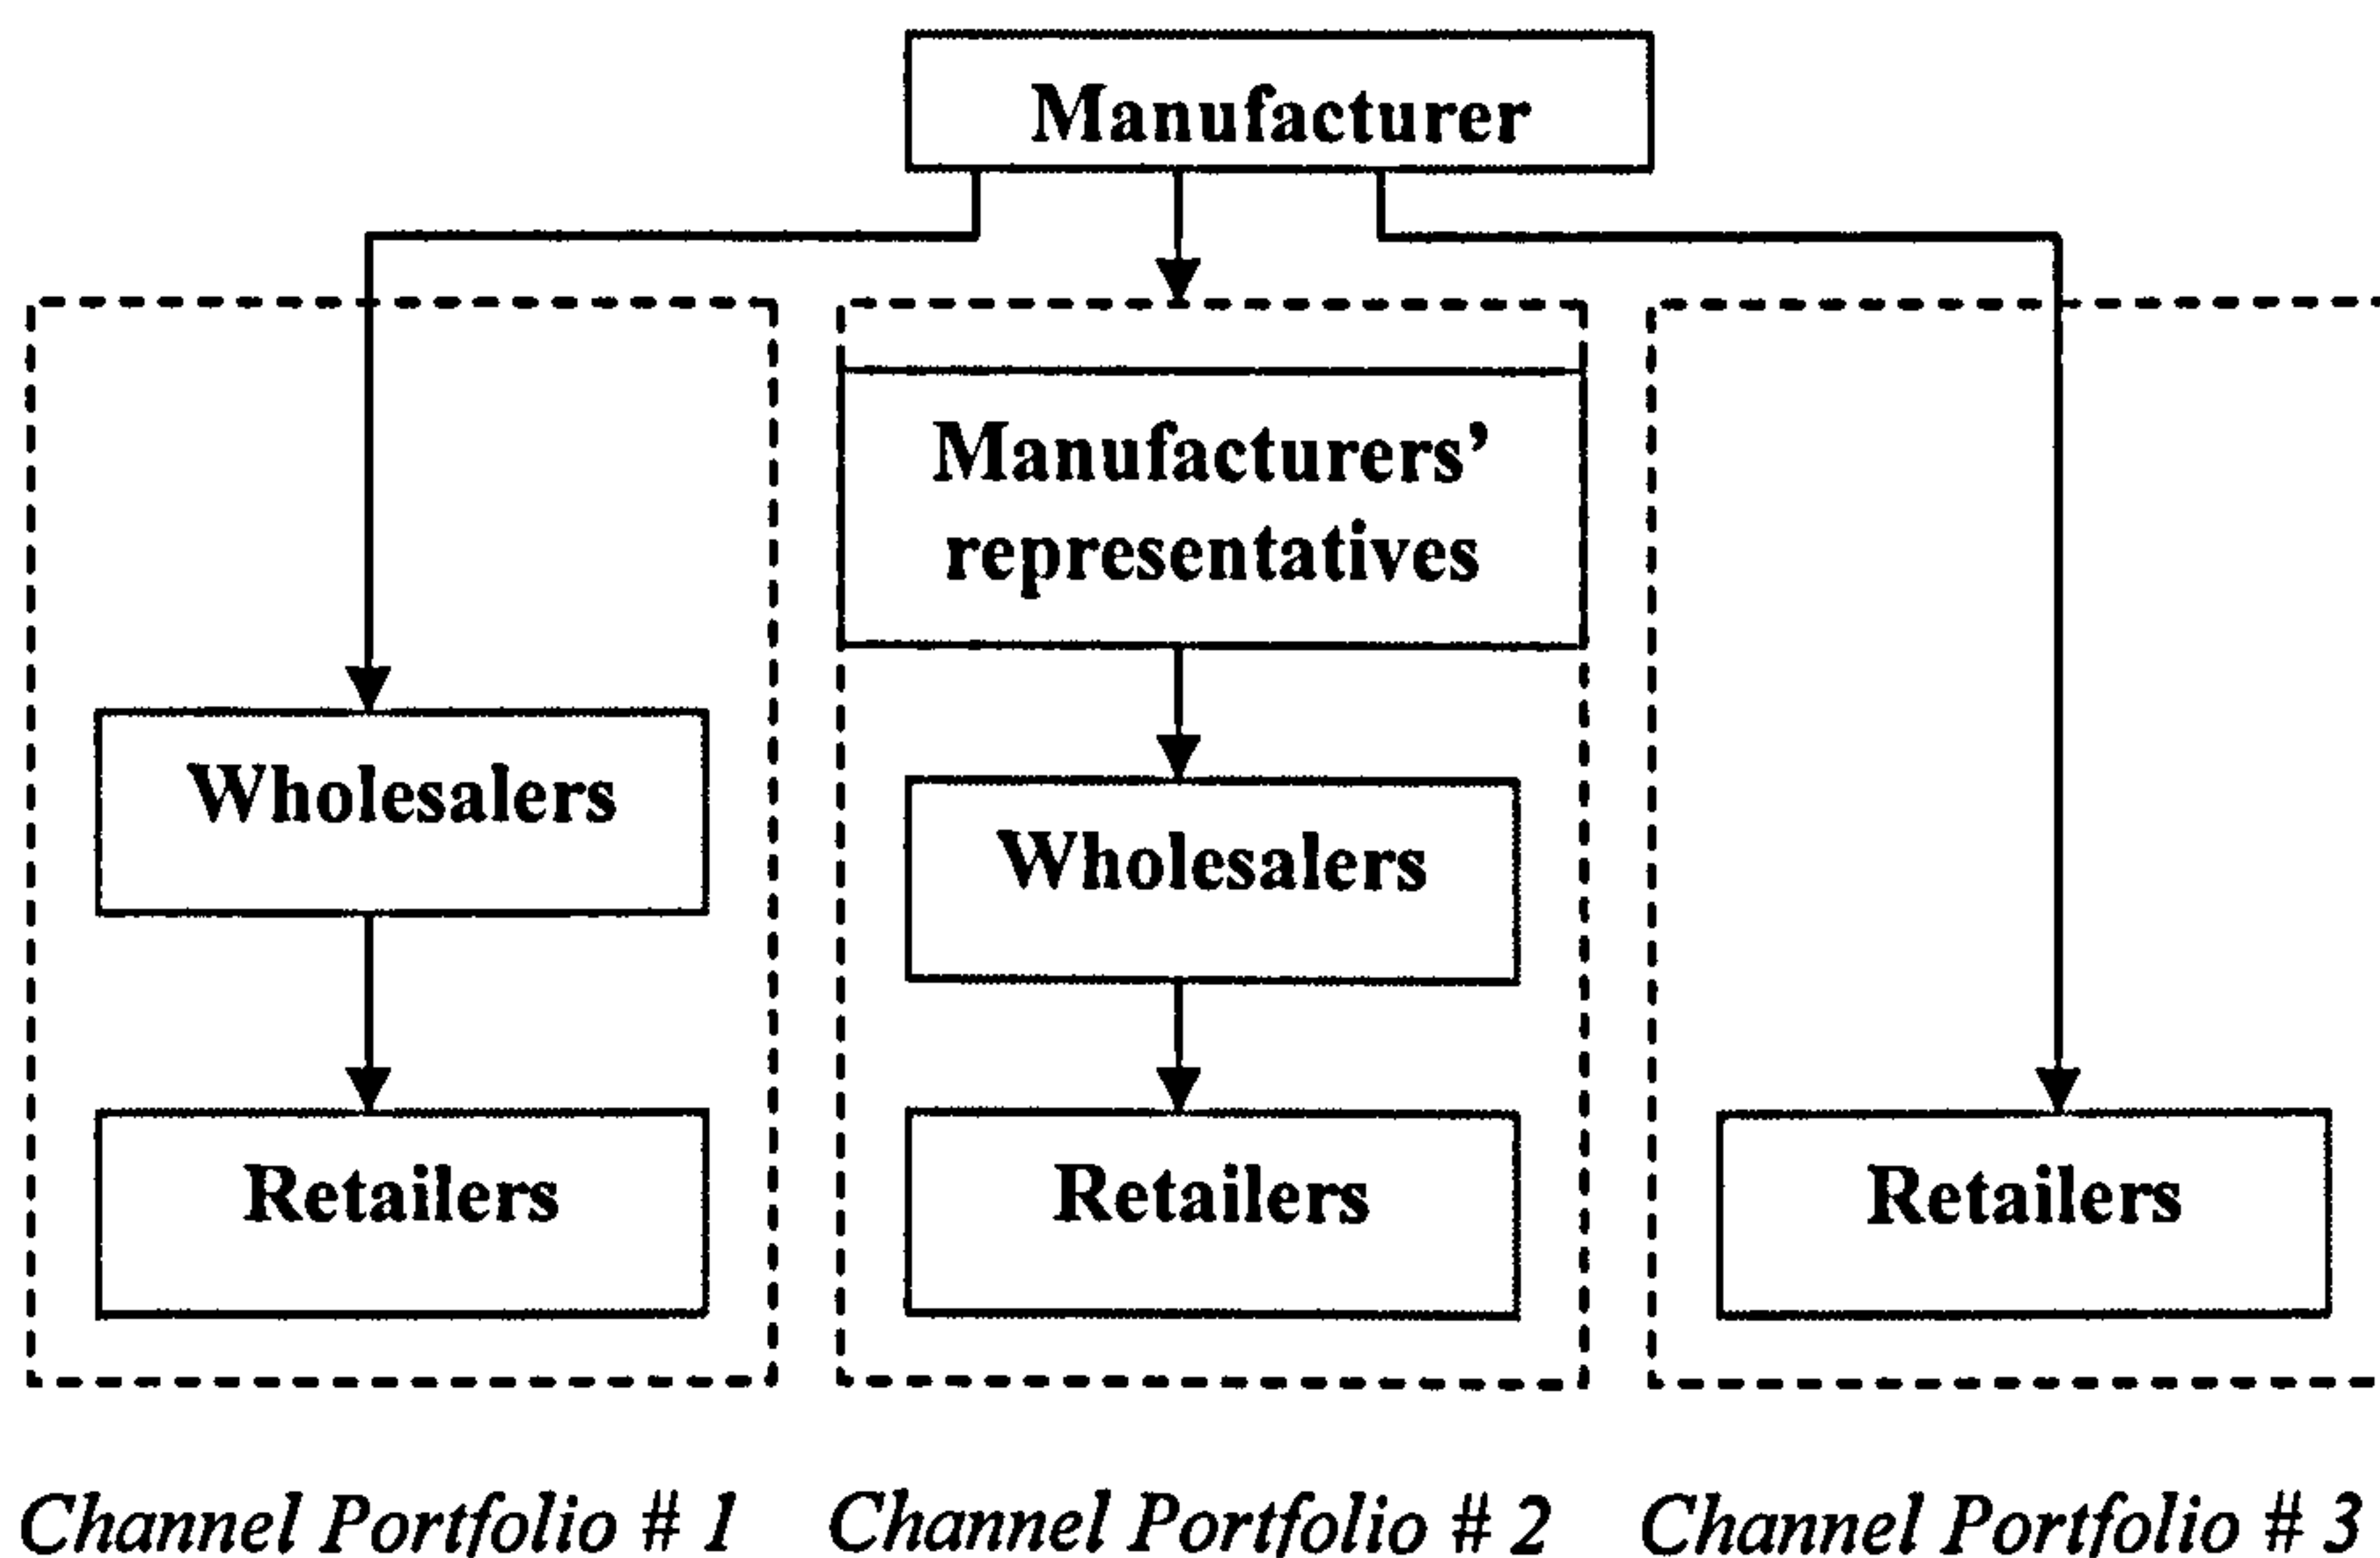 Manufacturer
Manufacturers’
representatives
Wholesalers
Wholesalers
Retailers
Retailers
Retailers
Channel Portfolio # 1
Channel Portfolio # 2
Channel Portfolio # 3